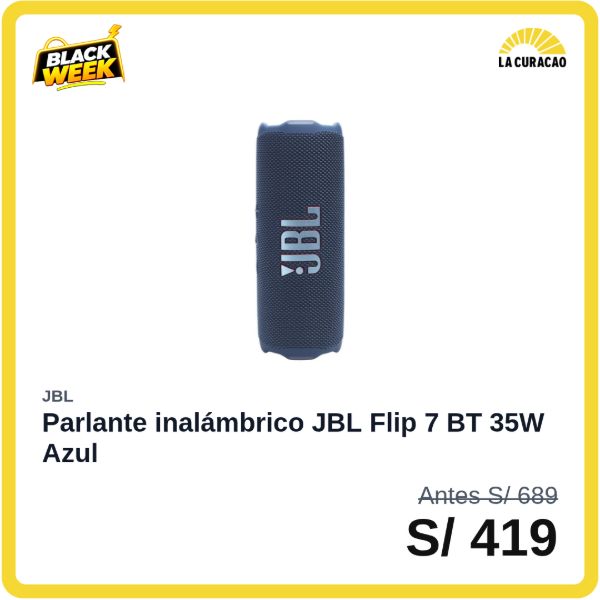 BLACK
WEEK
LA CURACAO
JBL
JBL
Parlante inalámbrico JBL Flip 7 BT 35W
Azul
Antes S/ 689
S/ 419